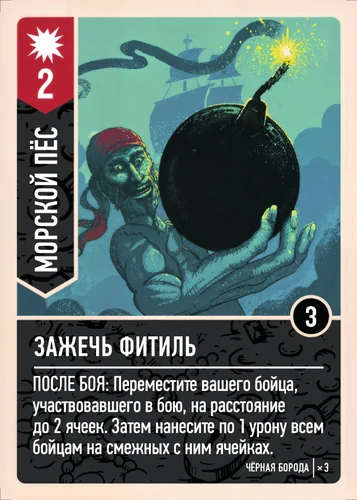 2
МОРСКОЙ ПЁС
3
ЗАЖЕЧЬ ФИТИЛЬ
ПОСЛЕ БОЯ: Переместите вашего бойца,
участвовавшего в бою, на расстояние
до 2 ячеек. Затем нанесите по 1 урону всем
бойцам на смежных с ним ячейках.
ЧЁРНАЯ БОРОДА | ×3